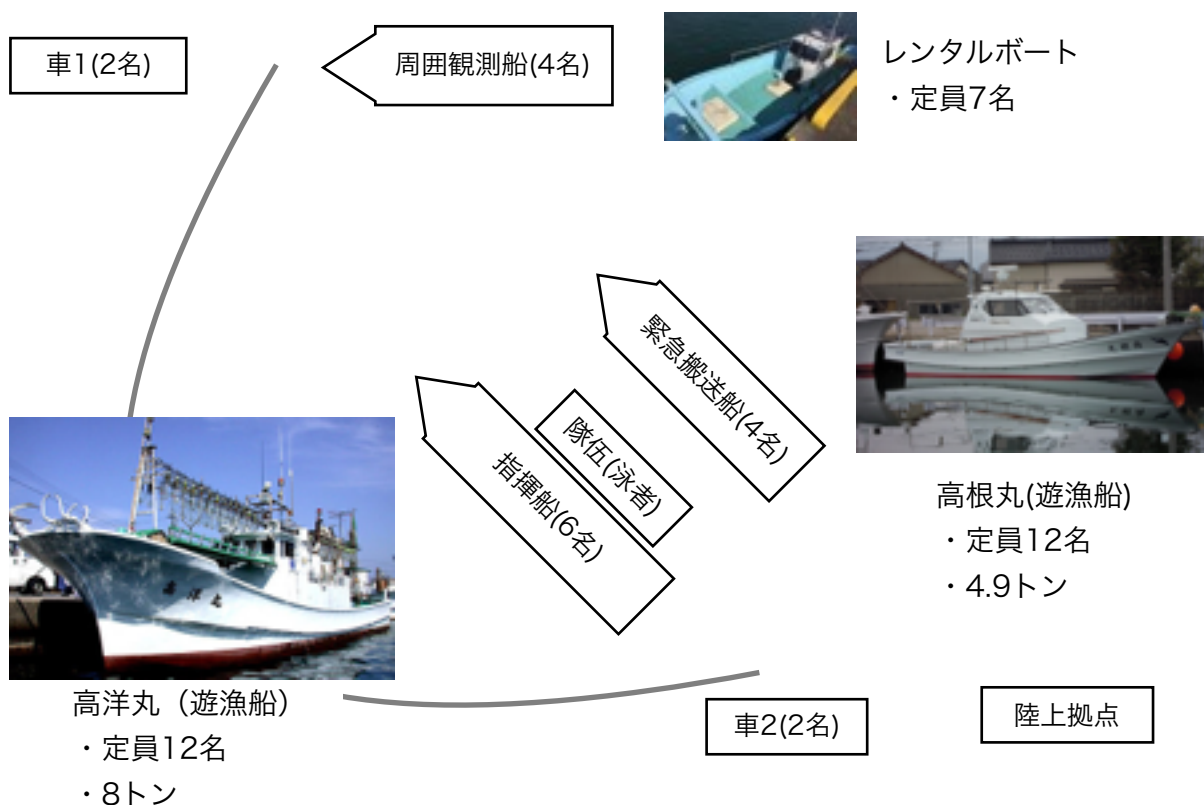 車1(2名)
周囲観測船(4名)
レンタルボート
・定員7名
緊急搬送船(4名)
隊伍(泳者)
指揮船(6名)
高根丸(遊漁船)
・定員12名
・4.9トン
高洋丸（遊漁船）
・定員12名
・8トン
車2(2名)
陸上拠点